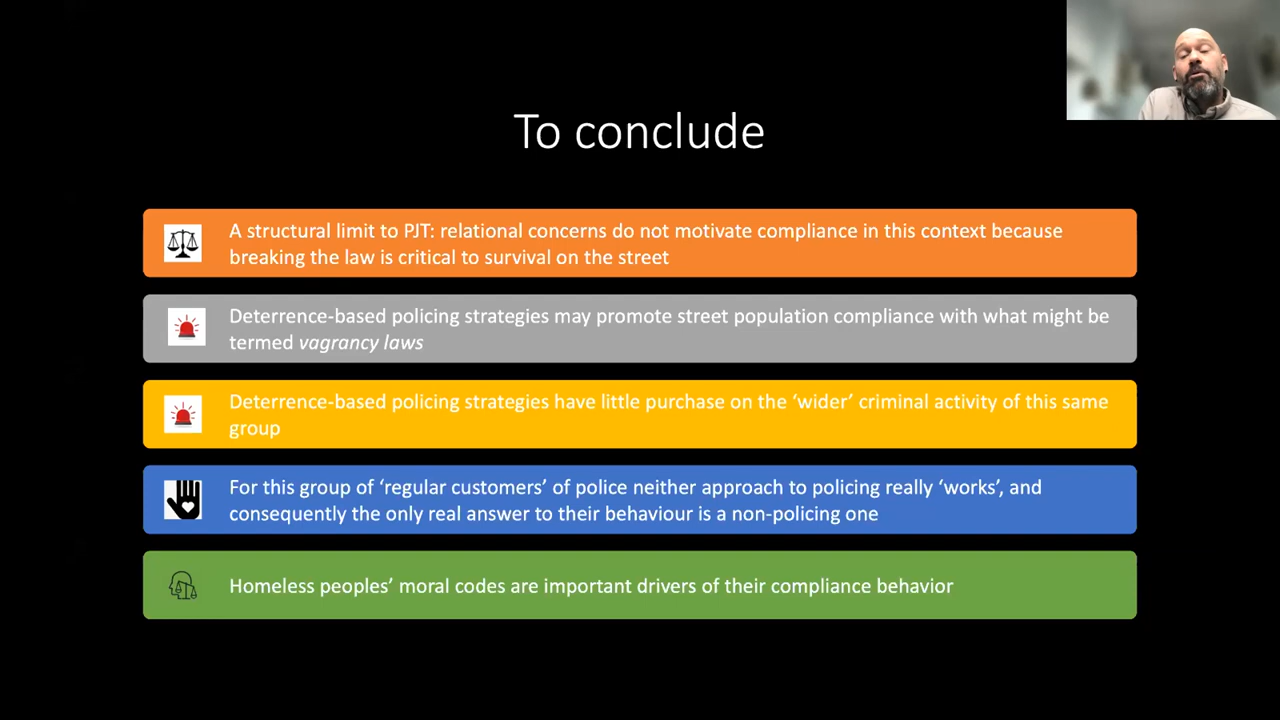 To conclude
A structural limit to PJT: relational concerns do not motivate compliance in this context because
breaking the law is critical to survival on the street
Deterrence-based policing strategies may promote street population compliance with what might be
termed vagrancy laws
Deterrence-based policing strategies have little purchase on the ‘wider’ criminal activity of this same
group
For this group of ‘regular customers’ of police neither approach to policing really ‘works’, and
consequently the only real answer to their behaviour is a non-policing one
Homeless peoples’ moral codes are important drivers of their compliance behavior